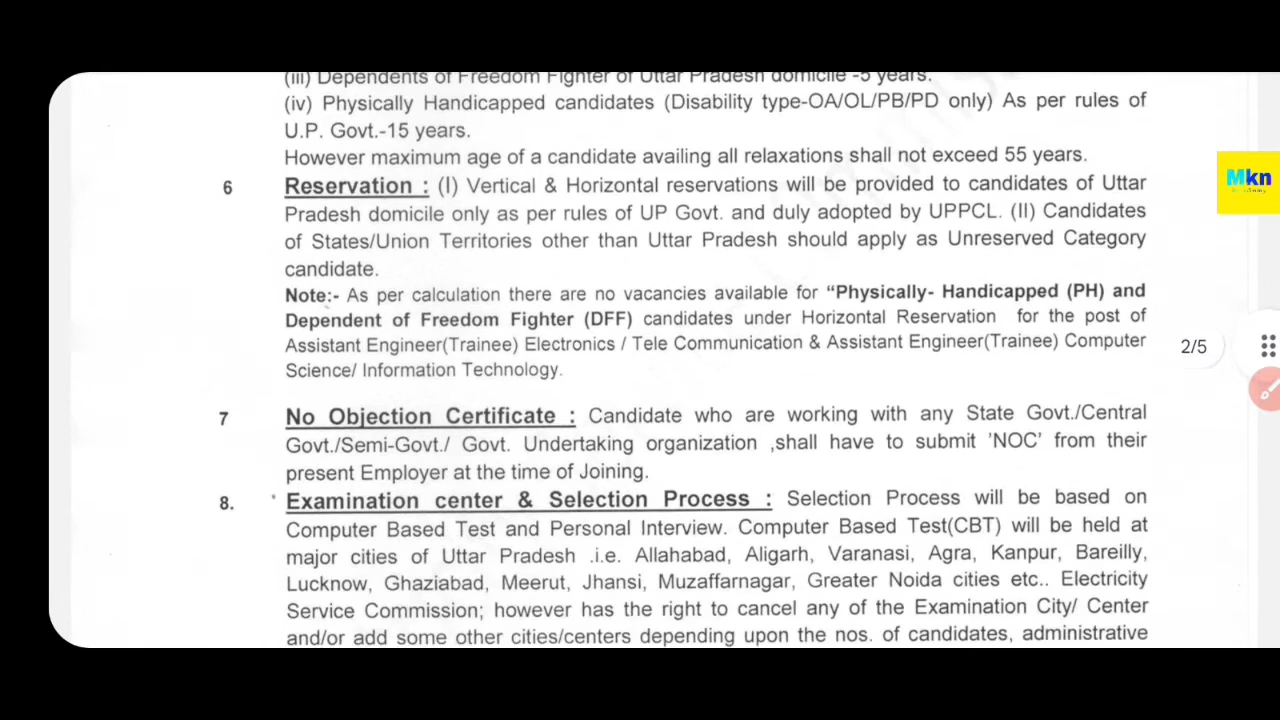 (iii) Dependents of Freedom Fighter of Uttar Pradesh domicile -5 years.
(iv) Physically Handicapped candidates (Disability type-OA/OL/PB/PD only) As per rules of
U.P. Govt.-15 years.
However maximum age of a candidate availing all relaxations shall not exceed 55 years.
6 Reservation : (I) Vertical & Horizontal reservations will be provided to candidates of Uttar
Pradesh domicile only as per rules of UP Govt. and duly adopted by UPPCL. (II) Candidates
of States/Union Territories other than Uttar Pradesh should apply as Unreserved Category
candidate.
Note:- As per calculation there are no vacancies available for “Physically- Handicapped (PH) and
Dependent of Freedom Fighter (DFF) candidates under Horizontal Reservation for the post of
Assistant Engineer(Trainee) Electronics / Tele Communication & Assistant Engineer(Trainee) Computer
Science/ Information Technology.
7 No Objection Certificate : Candidate who are working with any State Govt./Central
Govt./Semi-Govt./ Govt. Undertaking organization ,shall have to submit 'NOC' from their
present Employer at the time of Joining.
8. Examination center & Selection Process : Selection Process will be based on
Computer Based Test and Personal Interview. Computer Based Test(CBT) will be held at
major cities of Uttar Pradesh .i.e. Allahabad, Aligarh, Varanasi, Agra, Kanpur, Bareilly,
Lucknow, Ghaziabad, Meerut, Jhansi, Muzaffarnagar, Greater Noida cities etc.. Electricity
Service Commission; however has the right to cancel any of the Examination City/ Center
and/or add some other cities/centers depending upon the nos. of candidates, administrative
Mkn
2/5